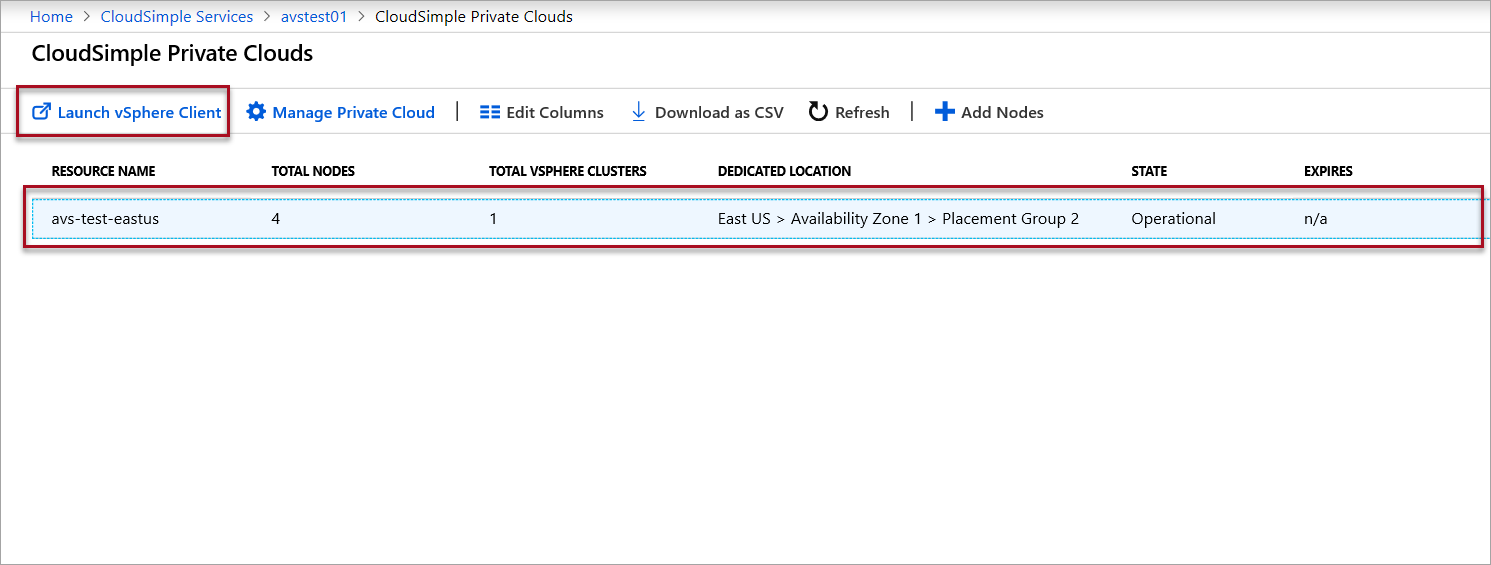 Home > CloudSimple Services > avstest01 > CloudSimple Private Clouds
CloudSimple Private Clouds
Launch vSphere Client Manage Private Cloud | Edit Columns Download as CSV Refresh | Add Nodes
RESOURCE NAME TOTAL NODES TOTAL VSPHERE CLUSTERS DEDICATED LOCATION STATE EXPIRES
avs-test-eastus 4 1 East US > Availability Zone 1 > Placement Group 2 Operational n/a